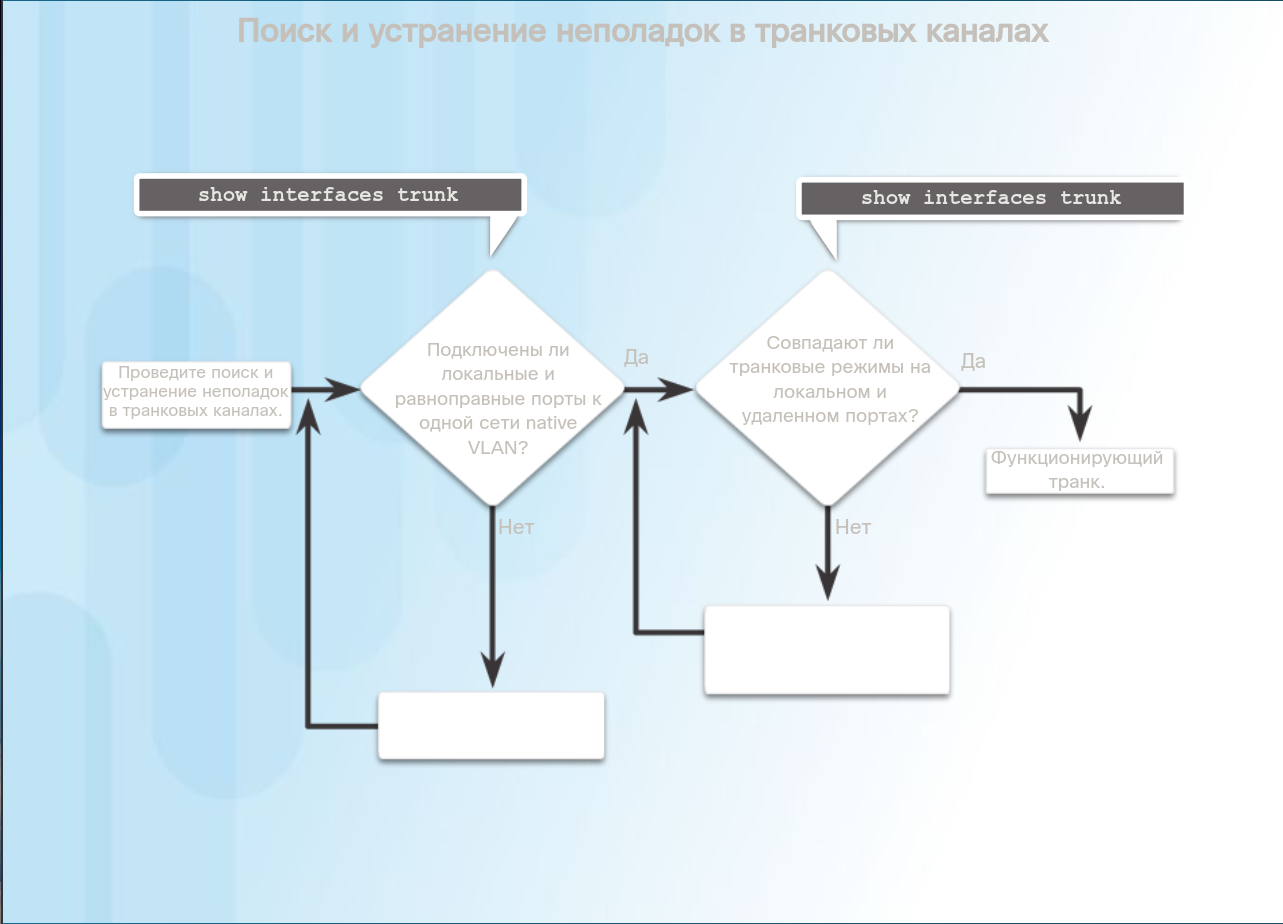 Поиск и устранение неполадок в транковых каналах
show interfaces trunk
show interfaces trunk
Проведите поиск и
устранение неполадок
в транковых каналах.
Подключены ли
локальные и
равноправные порты к
одной сети native
VLAN?
Да
Совпадают ли
транковые режимы на
локальном и
удаленном портах?
Да
Функционирующий
транк.
Нет
Нет